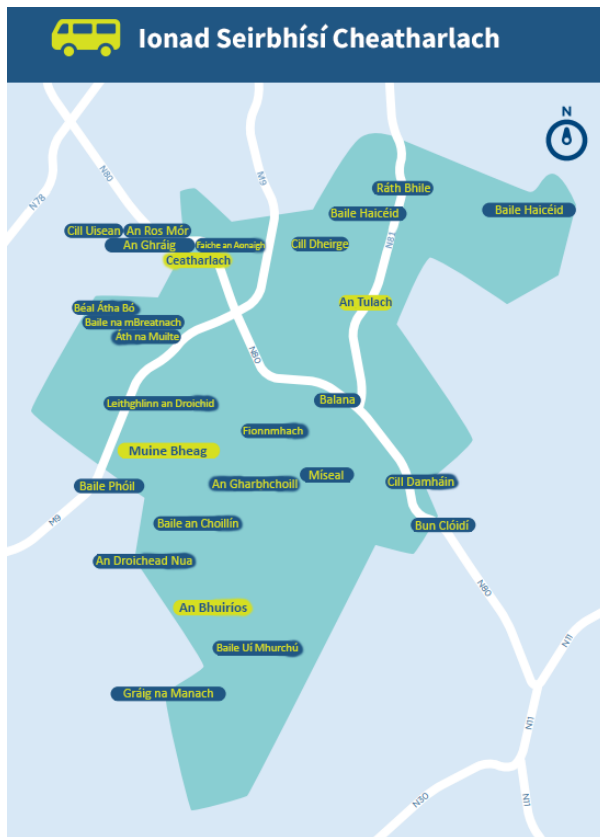 Ionad Seirbhísí Cheatharlach
N
N80
N78
M9
Ráth Bhile
Baile Haicéid
Baile Haicéid
Cill Uisean
An Ros Mór
An Ghráig
Faiche an Aonaigh
Cill Dheirge
N81
Ceatharlach
An Tulach
Béal Átha Bó
Baile na mBreatnach
Áth na Muilte
N80
Leithghlinn an Droichid
Balana
Fionnmhach
Muine Bheag
Míseal
Baile Phóil
An Gharbhchoill
Cill Damháin
M9
Baile an Choillín
Bun Clóidí
An Droichead Nua
N80
An Bhuiríos
Baile Uí Mhurchú
N11
Gráig na Manach
N11
N30
N11